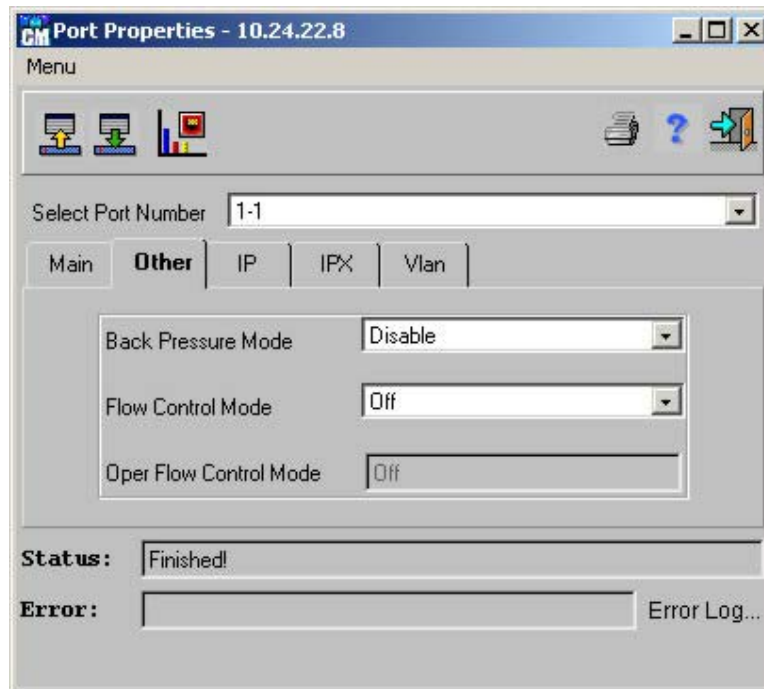 CM Port Properties - 10.24.22.8
Menu
?
Select Port Number 1-1
Main Other IP IPX Vlan
Back Pressure Mode Disable
Flow Control Mode Off
Oper Flow Control Mode Off
Status: Finished!
Error: Error Log...